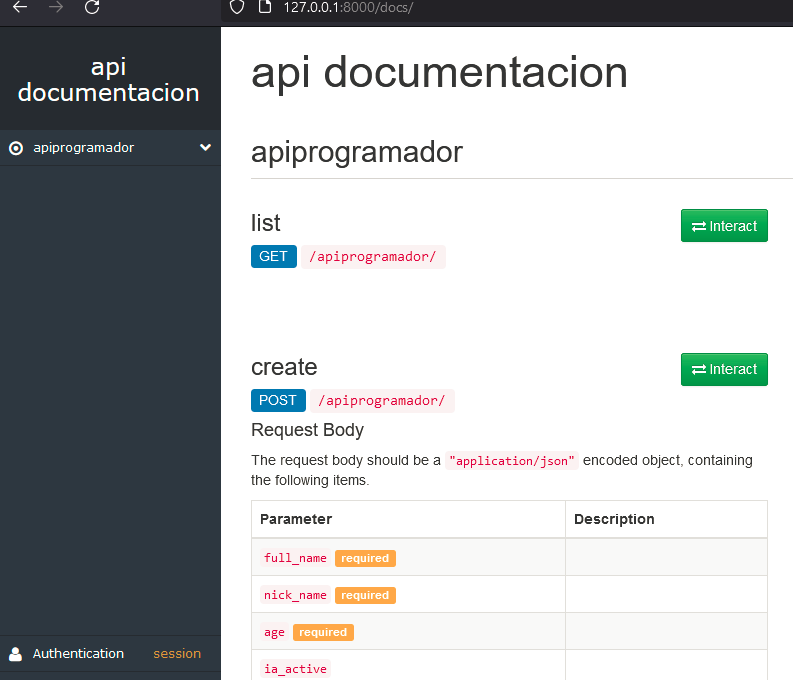 127.0.0.1:8000/docs/
api
documentacion
apiprogramador
Authentication session
api documentacion
apiprogramador
list
Interact
GET /apiprogramador/
create
Interact
POST /apiprogramador/
Request Body
The request body should be a "application/json" encoded object, containing
the following items.
Parameter Description
full_name required
nick_name required
age required
ia_active